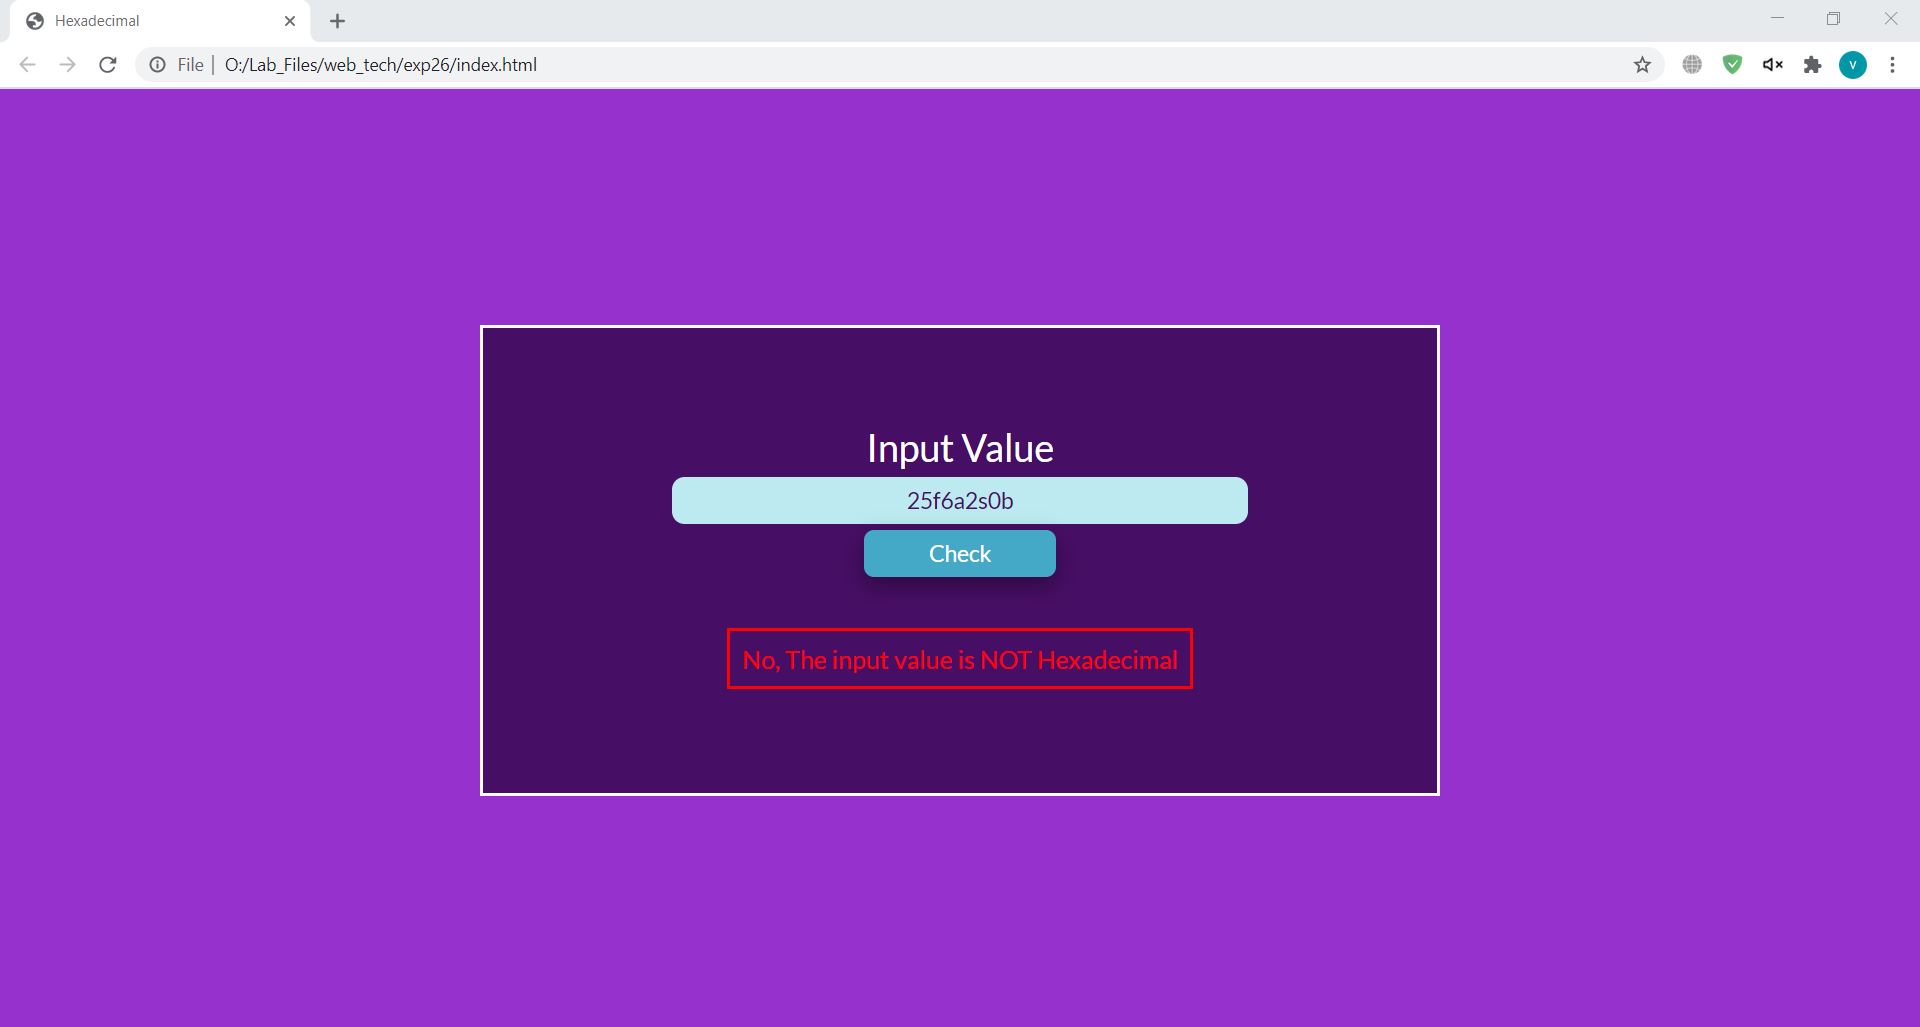 Hexadecimal
File | O:/Lab_Files/web_tech/exp26/index.html
V
Input Value
25f6a2s0b
Check
No, The input value is NOT Hexadecimal